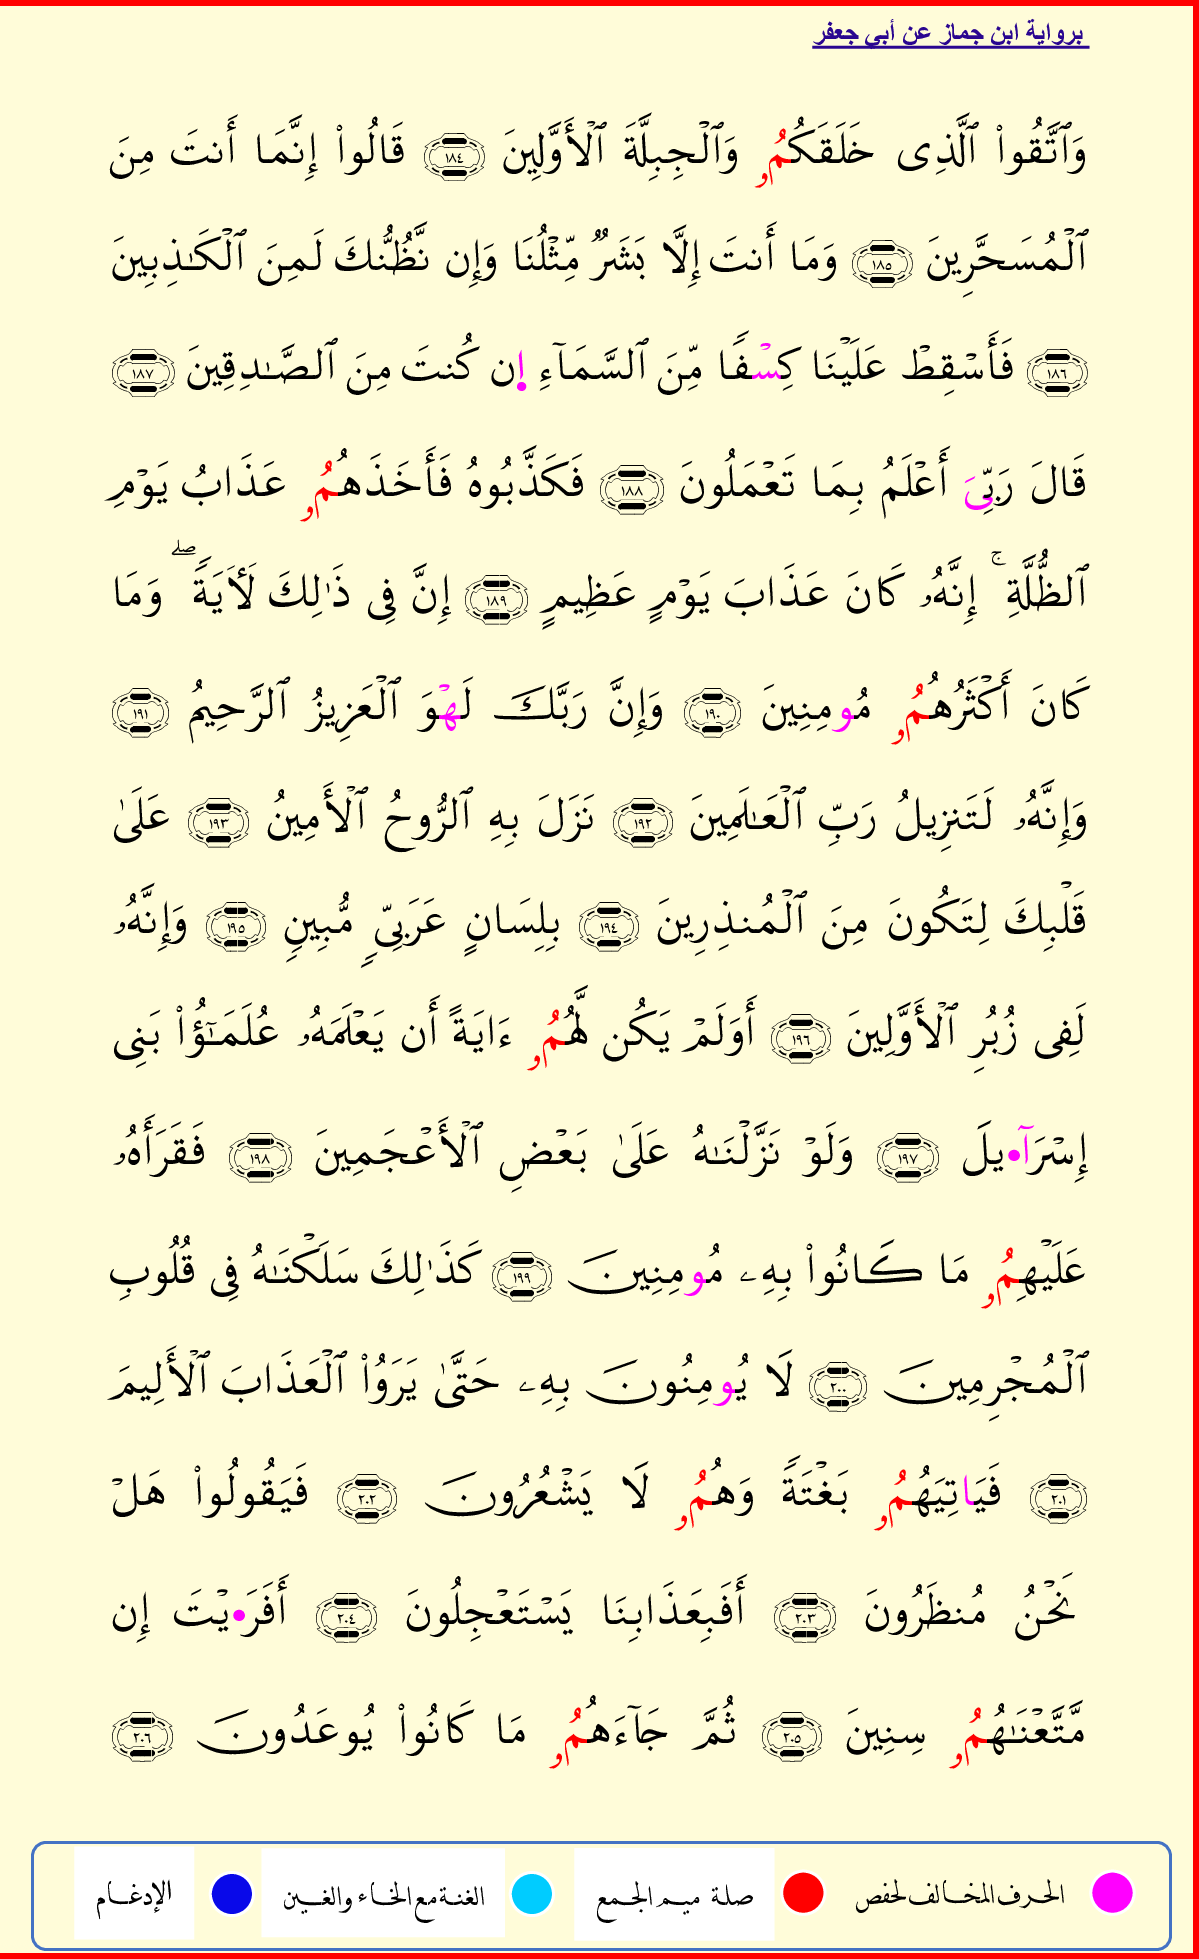 برواية ابن جماز عن أبي جعفر
وَٱتَّقُوا۟ ٱلَّذِى خَلَقَكُمُۥ وَٱلْجِبِلَّةَ ٱلْأَوَّلِينَ ١٨٤ قَالُوا۟ إِنَّمَا أَنتَ مِنَ
ٱلْمُسَحَّرِينَ ١٨٥ وَمَا أَنتَ إِلَّا بَشَرٌ مِّثْلُنَا وَإِن نَّظُنُّكَ لَمِنَ ٱلْكَـٰذِبِينَ
١٨٦ فَأَسْقِطْ عَلَيْنَا كِسْفًا مِّنَ ٱلسَّمَآءِ اِ۪ن كُنتَ مِنَ ٱلصَّـٰدِقِينَ ١٨٧
قَالَ رَبِّىَ أَعْلَمُ بِمَا تَعْمَلُونَ ١٨٨ فَكَذَّبُوهُ فَأَخَذَهُمُۥ عَذَابُ يَوْمِ
ٱلظُّلَّةِ ۚ إِنَّهُۥ كَانَ عَذَابَ يَوْمٍ عَظِيمٍ ١٨٩ إِنَّ فِى ذَٰلِكَ لَـَٔايَةً ۖ وَمَا
كَانَ أَكْثَرُهُمُۥ مُومِنِينَ ١٩٠ وَإِنَّ رَبَّكَ لَهْوَ ٱلْعَزِيزُ ٱلرَّحِيمُ ١٩١
وَإِنَّهُۥ لَتَنزِيلُ رَبِّ ٱلْعَـٰلَمِينَ ١٩٢ نَزَلَ بِهِ ٱلرُّوحُ ٱلْأَمِينُ ١٩٣ عَلَىٰ
قَلْبِكَ لِتَكُونَ مِنَ ٱلْمُنذِرِينَ ١٩٤ بِلِسَانٍ عَرَبِىٍّ مُّبِينٍ ١٩٥ وَإِنَّهُۥ
لَفِى زُبُرِ ٱلْأَوَّلِينَ ١٩٦ أَوَلَمْ يَكُن لَّهُمُۥ ءَايَةً أَن يَعْلَمَهُۥ عُلَمَـٰٓؤُا۟ بَنِى
إِسْرَآ•يلَ ١٩٧ وَلَوْ نَزَّلْنَـٰهُ عَلَىٰ بَعْضِ ٱلْأَعْجَمِينَ ١٩٨ فَقَرَأَهُۥ
عَلَيْهِمُۥ مَا كَانُوا۟ بِهِۦ مُومِنِينَ ١٩٩ كَذَٰلِكَ سَلَكْنَـٰهُ فِى قُلُوبِ
ٱلْمُجْرِمِينَ ٢٠٠ لَا يُومِنُونَ بِهِۦ حَتَّىٰ يَرَوُا۟ ٱلْعَذَابَ ٱلْأَلِيمَ
٢٠١ فَيَاتِيَهُمُۥ بَغْتَةً وَهُمُۥ لَا يَشْعُرُونَ ٢٠٢ فَيَقُولُوا۟ هَلْ
نَحْنُ مُنظَرُونَ ٢٠٣ أَفَبِعَذَابِنَا يَسْتَعْجِلُونَ ٢٠٤ أَفَرَ•يْتَ إِن
مَّتَّعْنَـٰهُمُۥ سِنِينَ ٢٠٥ ثُمَّ جَآءَهُمُۥ مَا كَانُوا۟ يُوعَدُونَ ٢٠٦
الحرف المخالف لحفص صلة ميم الجمع الغنة مع الخاء والغين الإدغام